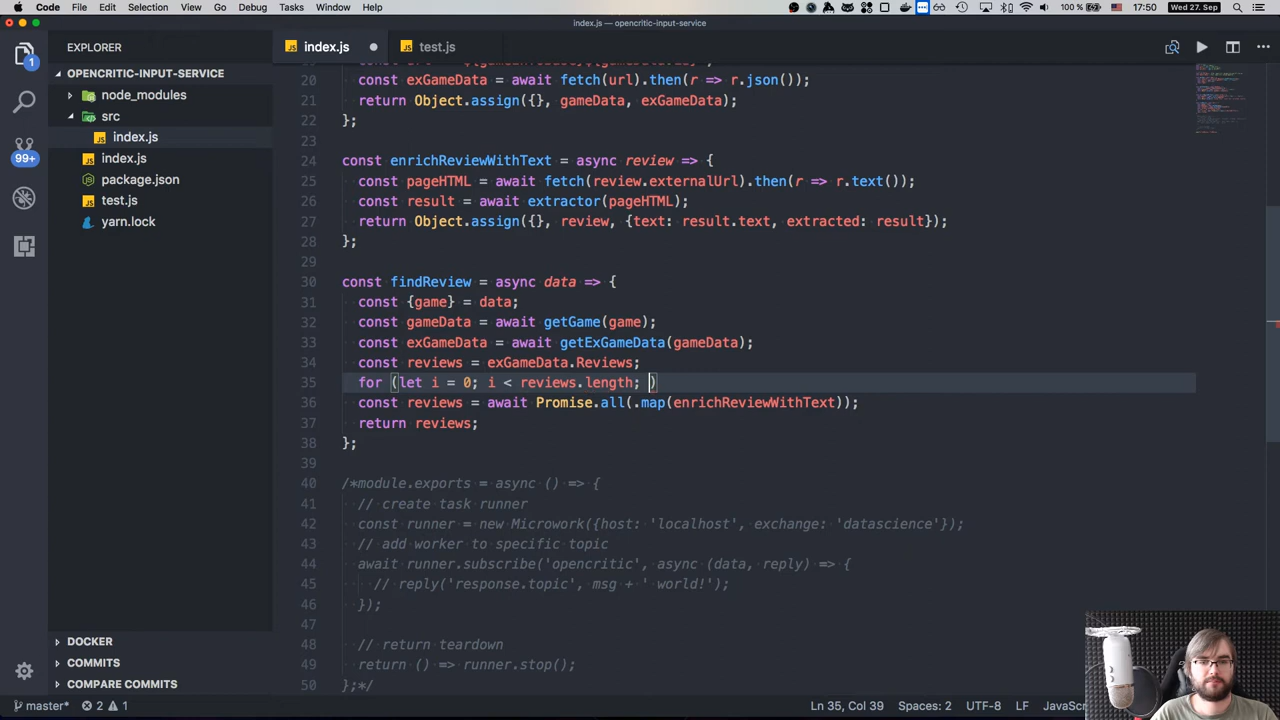 Code File Edit Selection View Go Debug Tasks Window Help 100 % 17:50 Wed 27. Sep
index.js — opencritic-input-service
EXPLORER
index.js
test.js
OPENCRITIC-INPUT-SERVICE
node_modules
src
index.js
index.js
package.json
test.js
yarn.lock
1
99+
20 const exGameData = await fetch(url).then(r => r.json());
21 return Object.assign({}, gameData, exGameData);
22 };
23
24 const enrichReviewWithText = async review => {
25 const pageHTML = await fetch(review.externalUrl).then(r => r.text());
26 const result = await extractor(pageHTML);
27 return Object.assign({}, review, {text: result.text, extracted: result});
28 };
29
30 const findReview = async data => {
31 const {game} = data;
32 const gameData = await getGame(game);
33 const exGameData = await getExGameData(gameData);
34 const reviews = exGameData.Reviews;
35 for (let i = 0; i < reviews.length; )
36 const reviews = await Promise.all(.map(enrichReviewWithText));
37 return reviews;
38 };
39
40 /*module.exports = async () => {
41 // create task runner
42 const runner = new Microwork({host: 'localhost', exchange: 'datascience'});
43 // add worker to specific topic
44 await runner.subscribe('opencritic', async (data, reply) => {
45 // reply('response.topic', msg + ' world!');
46 });
47
48 // return teardown
49 return () => runner.stop();
50 };*/
DOCKER
COMMITS
COMPARE COMMITS
master* 2 1
Ln 35, Col 39 Spaces: 2 UTF-8 LF